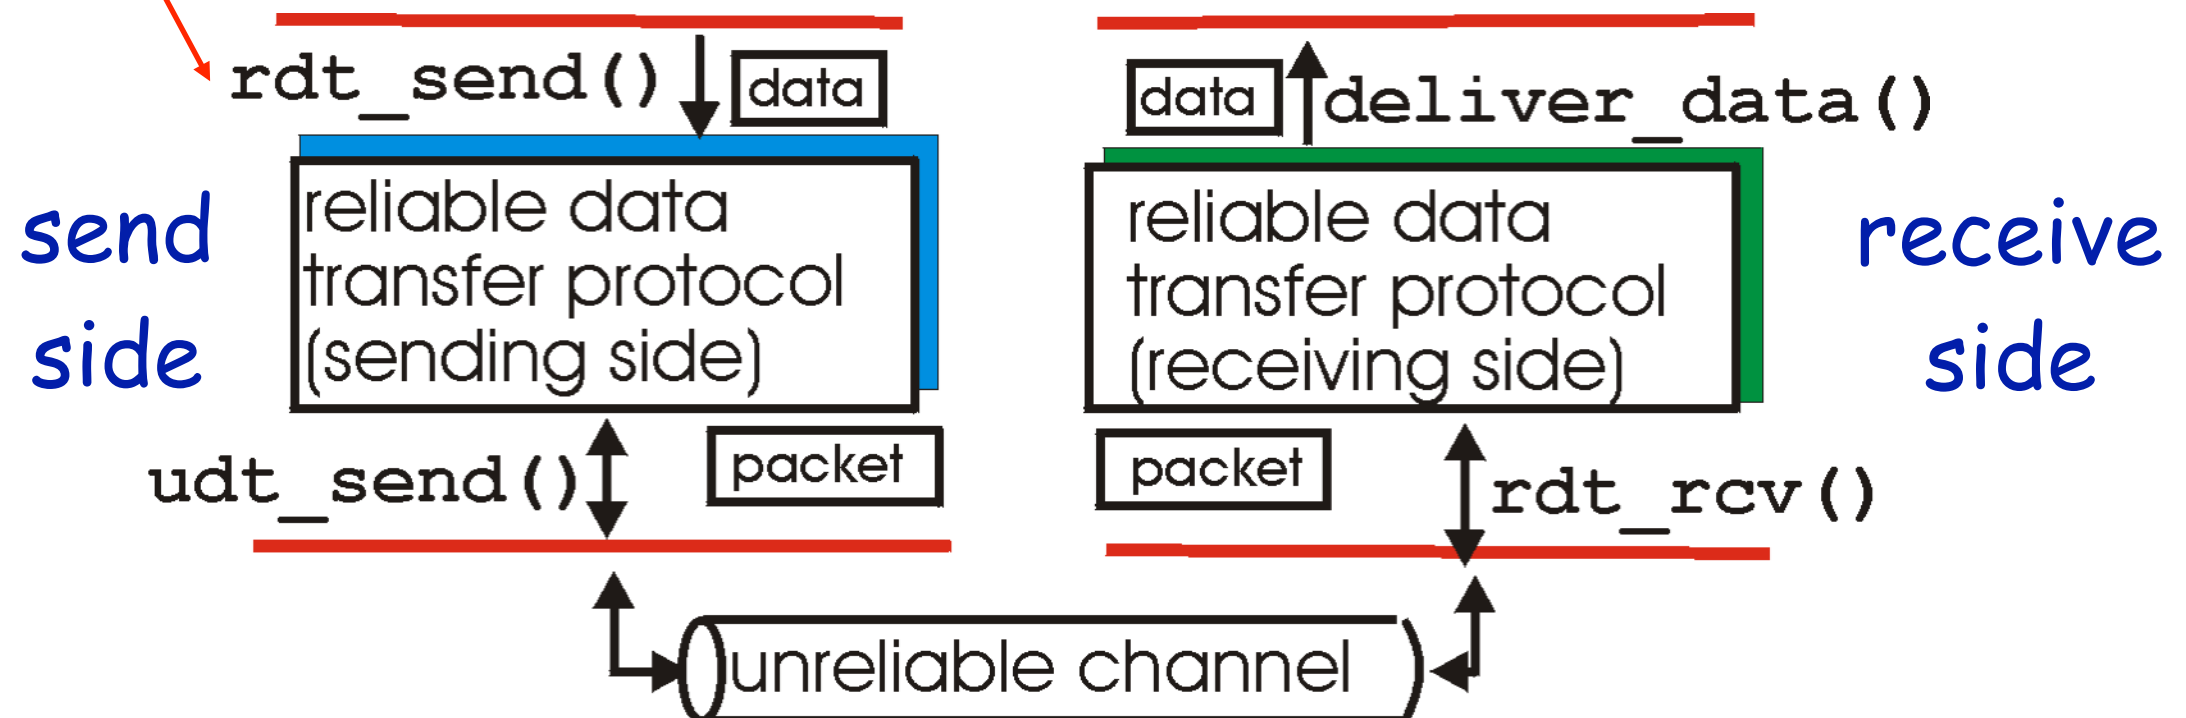 rdt_send()
data
data
deliver_data()
send
side
reliable data
transfer protocol
(sending side)
reliable data
transfer protocol
(receiving side)
receive
side
udt_send()
packet
packet
rdt_rcv()
unreliable channel